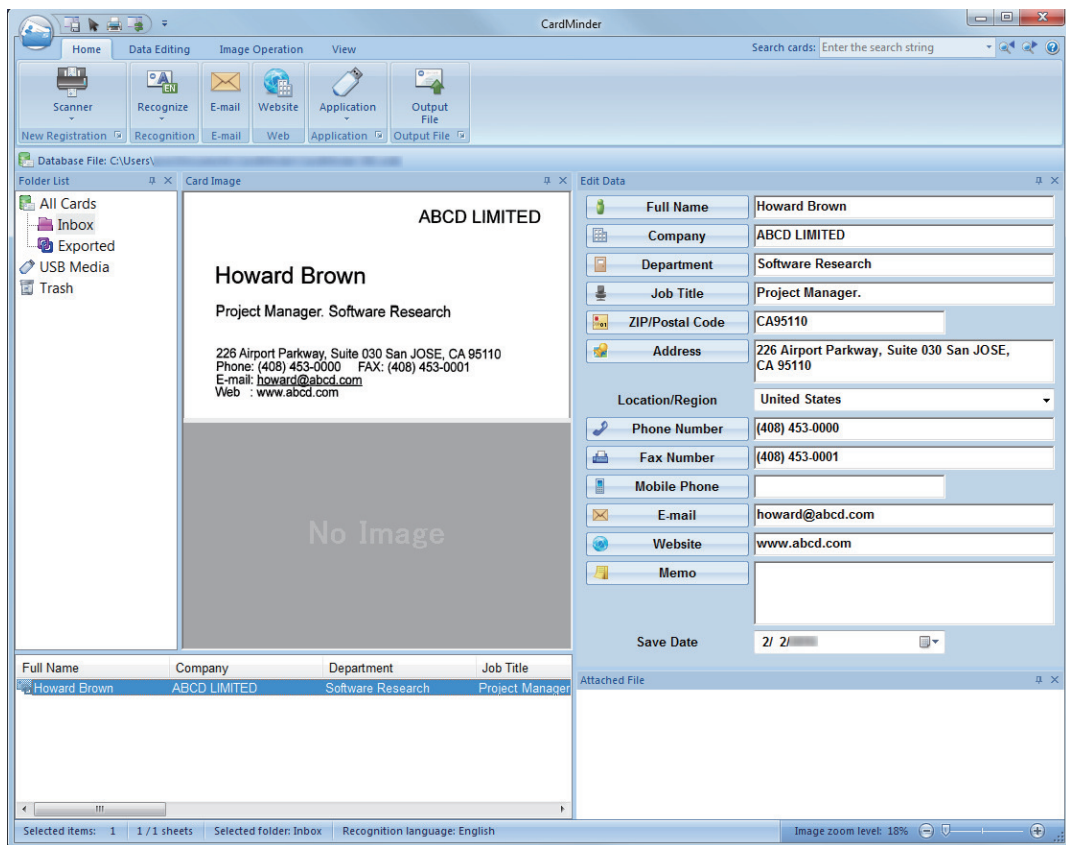 CardMinder
Home Data Editing Image Operation View
Search cards: Enter the search string
Scanner Recognize E-mail Website Application Output File
A EN
New Registration Recognition E-mail Web Application Output File
Database File: C:\Users\
Folder List
All Cards
Inbox
Exported
USB Media
Trash
Card Image
ABCD LIMITED
Howard Brown
Project Manager. Software Research
226 Airport Parkway, Suite 030 San JOSE, CA 95110
Phone: (408) 453-0000 FAX: (408) 453-0001
E-mail: howard@abcd.com
Web : www.abcd.com
No Image
Edit Data
Full Name Howard Brown
Company ABCD LIMITED
Department Software Research
Job Title Project Manager.
ZIP/Postal Code CA95110
Address 226 Airport Parkway, Suite 030 San JOSE,
CA 95110
Location/Region United States
Phone Number (408) 453-0000
Fax Number (408) 453-0001
Mobile Phone
E-mail howard@abcd.com
Website www.abcd.com
Memo
Save Date 2/ 2/
Full Name Company Department Job Title
Howard Brown ABCD LIMITED Software Research Project Manager
Attached File
Selected items: 1 1 / 1 sheets Selected folder: Inbox Recognition language: English
Image zoom level: 18%